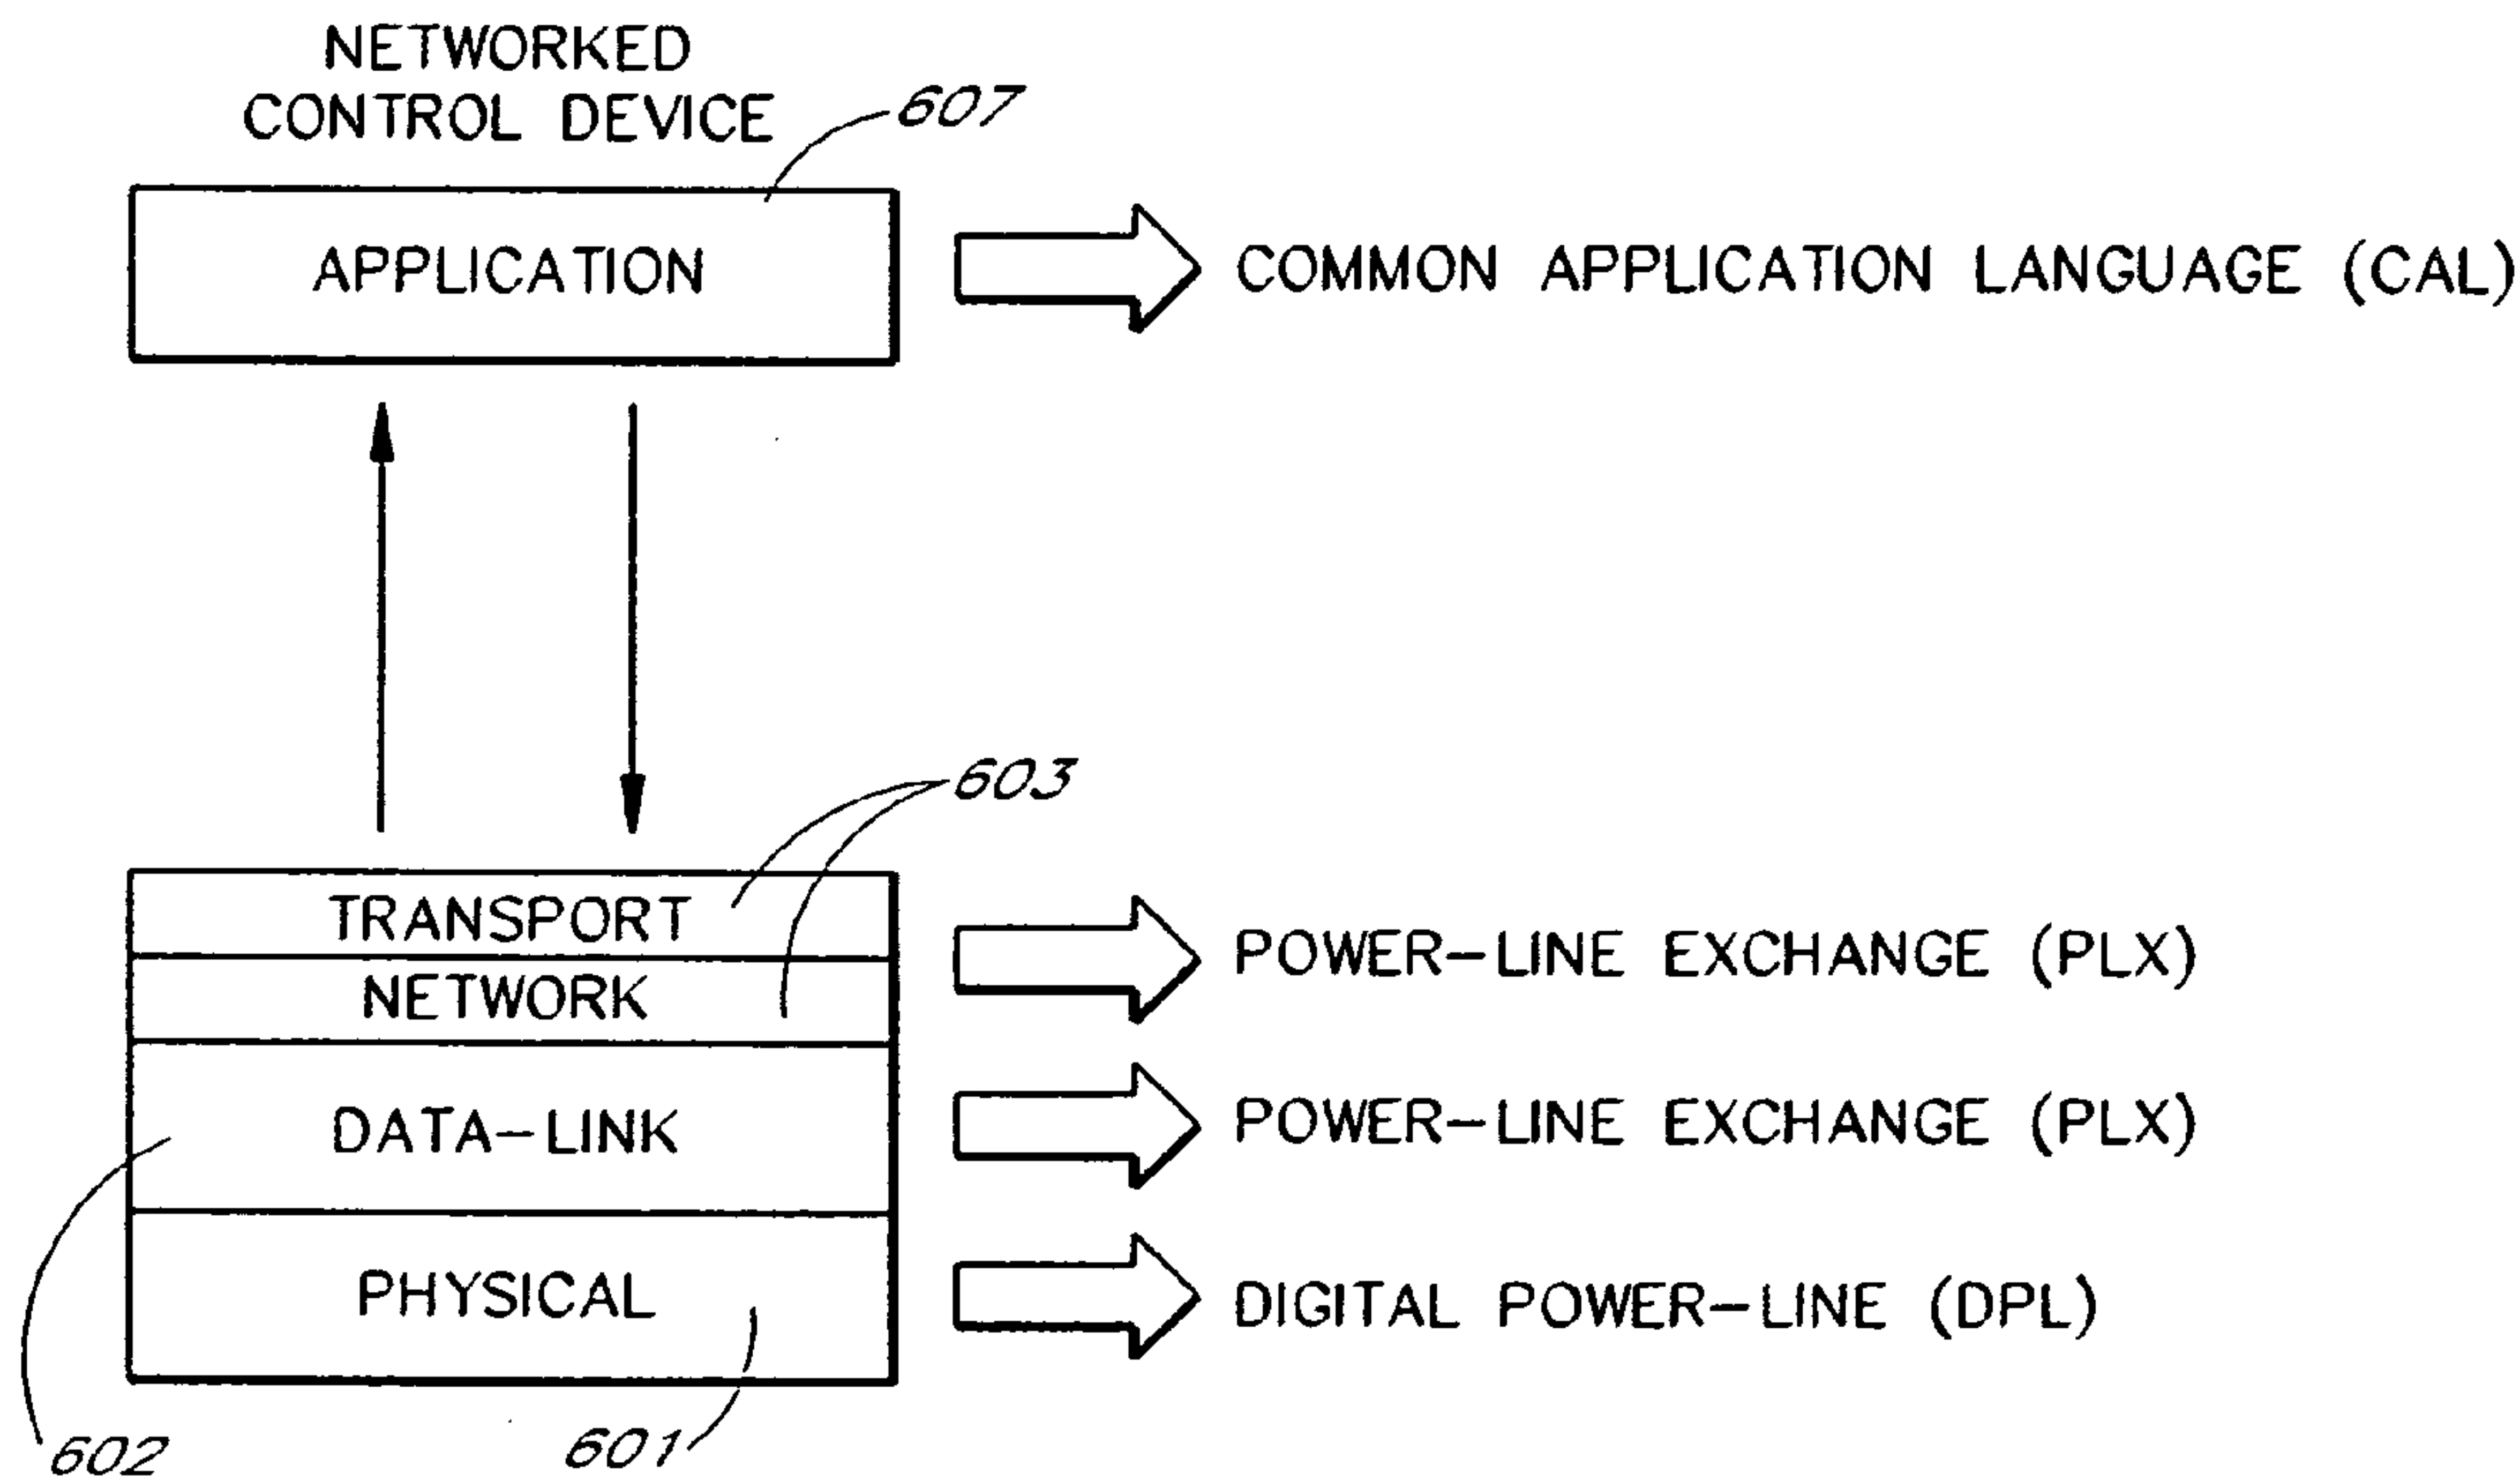 NETWORKED
CONTROL DEVICE
607
APPLICATION
COMMON APPLICATION LANGUAGE (CAL)
603
TRANSPORT
NETWORK
POWER-LINE EXCHANGE (PLX)
DATA-LINK
POWER-LINE EXCHANGE (PLX)
PHYSICAL
DIGITAL POWER-LINE (DPL)
602
601